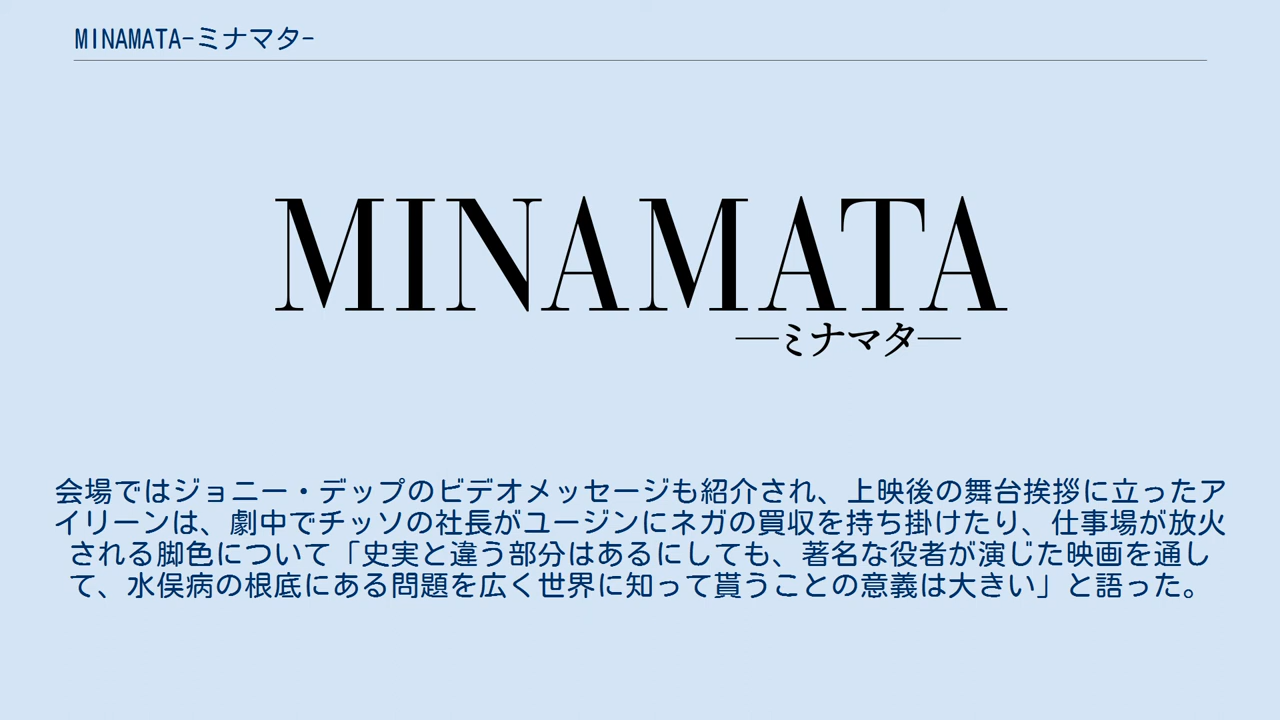 MINAMATA-ミナマタ-
MINAMATA
―ミナマタ―
会場ではジョニー・デップのビデオメッセージも紹介され、上映後の舞台挨拶に立ったア
イリーンは、劇中でチッソの社長がユージンにネガの買収を持ち掛けたり、仕事場が放火
される脚色について「史実と違う部分はあるにしても、著名な役者が演じた映画を通し
て、水俣病の根底にある問題を広く世界に知って貰うことの意義は大きい」と語った。